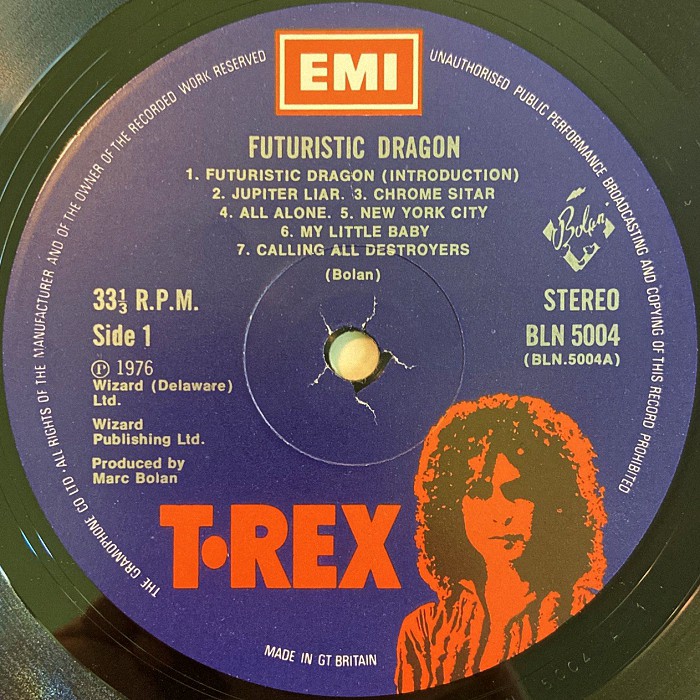 EMI
THE GRAMOPHONE CO LTD · ALL RIGHTS OF THE MANUFACTURER AND OF THE OWNER OF THE RECORDED WORK RESERVED
UNAUTHORISED PUBLIC PERFORMANCE BROADCASTING AND COPYING OF THIS RECORD PROHIBITED
FUTURISTIC DRAGON
1. FUTURISTIC DRAGON (INTRODUCTION)
2. JUPITER LIAR. 3. CHROME SITAR
4. ALL ALONE. 5. NEW YORK CITY
6. MY LITTLE BABY
7. CALLING ALL DESTROYERS
(Bolan)
Bolan
33⅓ R.P.M.
Side 1
STEREO
BLN 5004
(BLN.5004A)
Ⓟ 1976
Wizard (Delaware)
Ltd.
Wizard
Publishing Ltd.
Produced by
Marc Bolan
T·REX
MADE IN GT BRITAIN